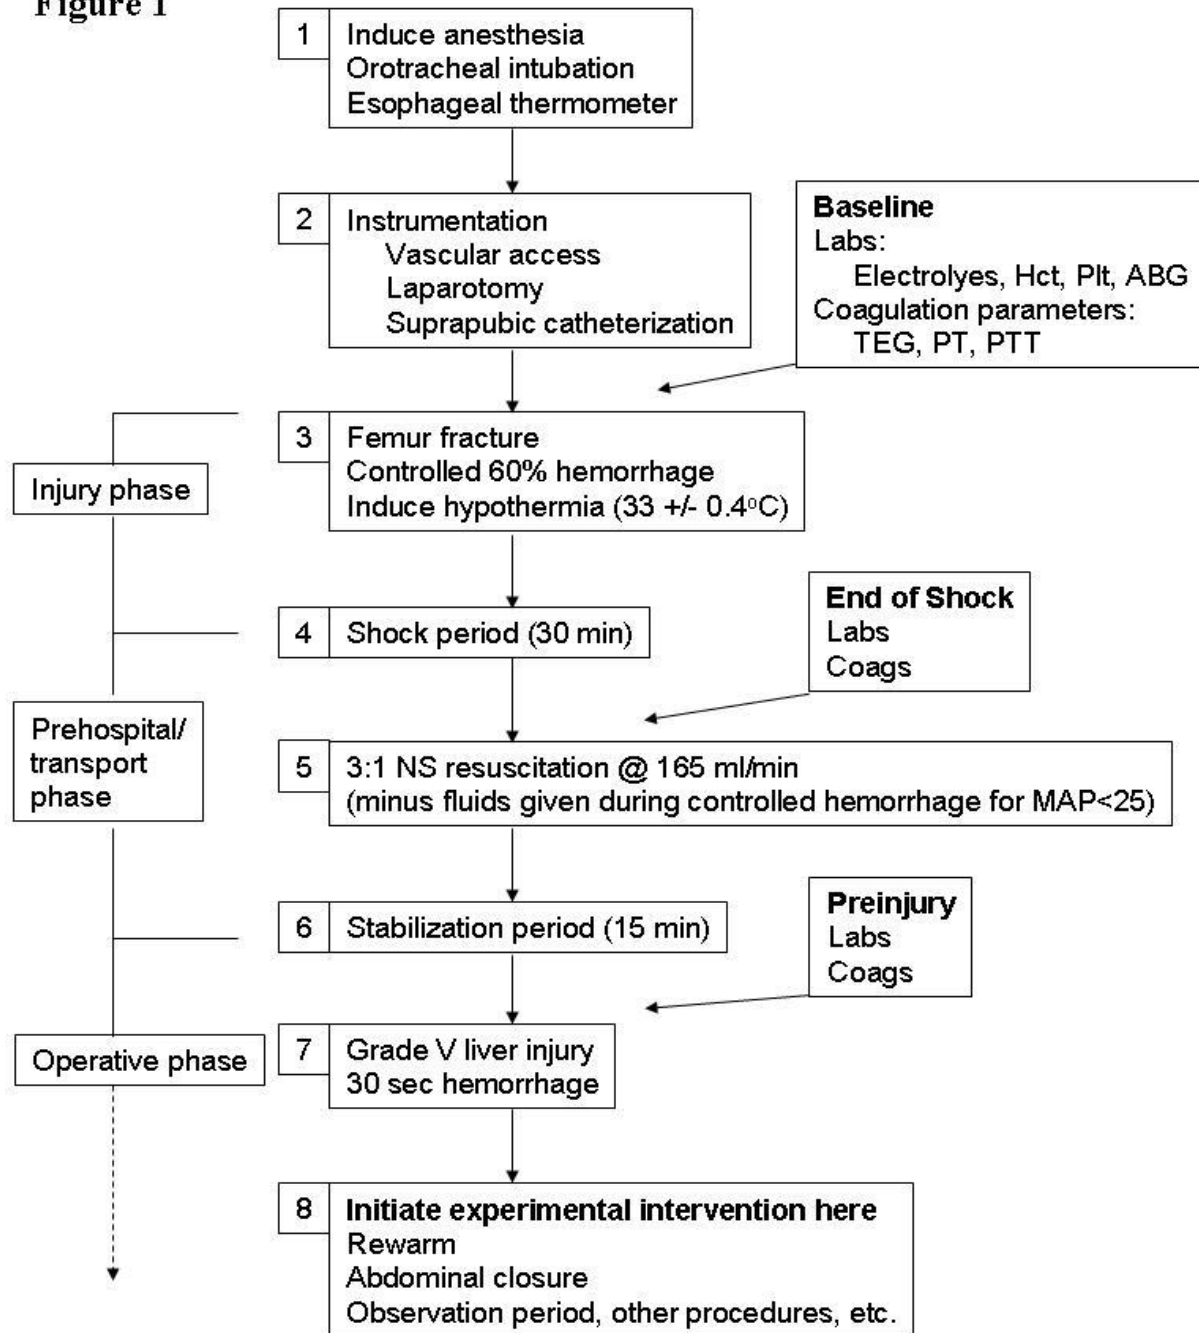 Figure 1
1 Induce anesthesia
Orotracheal intubation
Esophageal thermometer
2 Instrumentation
Vascular access
Laparotomy
Suprapubic catheterization
Baseline
Labs:
Electrolyes, Hct, Plt, ABG
Coagulation parameters:
TEG, PT, PTT
Injury phase
3 Femur fracture
Controlled 60% hemorrhage
Induce hypothermia (33 +/- 0.4°C)
4 Shock period (30 min)
End of Shock
Labs
Coags
Prehospital/
transport
phase
5 3:1 NS resuscitation @ 165 ml/min
(minus fluids given during controlled hemorrhage for MAP<25)
6 Stabilization period (15 min)
Preinjury
Labs
Coags
Operative phase
7 Grade V liver injury
30 sec hemorrhage
8 Initiate experimental intervention here
Rewarm
Abdominal closure
Observation period, other procedures, etc.